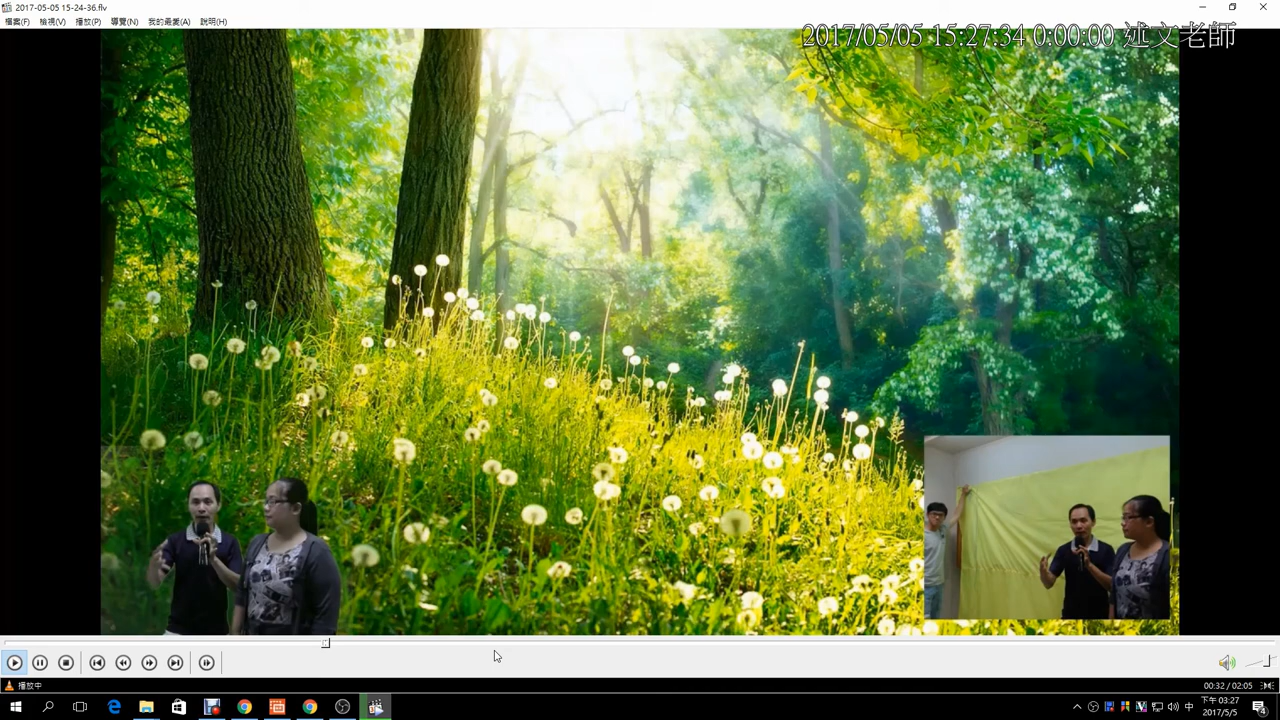 2017-05-05 15-24-36.flv
檔案(F) 檢視(V) 播放(P) 導覽(N) 我的最愛(A) 說明(H)
2017/05/05 15:27:34 0:00:00 述文老師
播放中
00:32 / 02:05
中
下午 03:27
2017/5/5
4